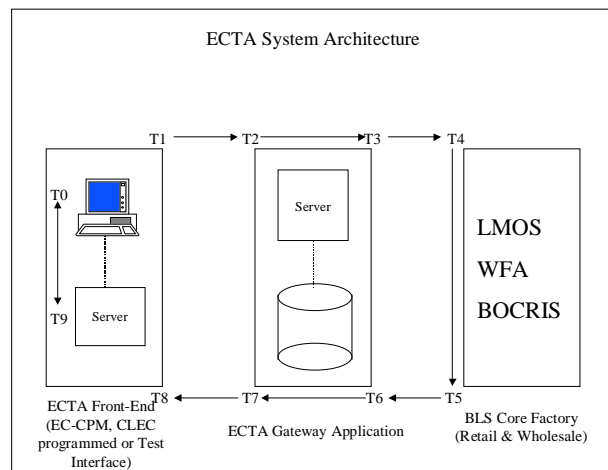 ECTA System Architecture
T1 T2 T3 T4
T0
Server
T9
Server
LMOS
WFA
BOCRIS
T8 T7 T6 T5
ECTA Front-End
(EC-CPM, CLEC
programmed or Test
Interface)
ECTA Gateway Application
BLS Core Factory
(Retail & Wholesale)